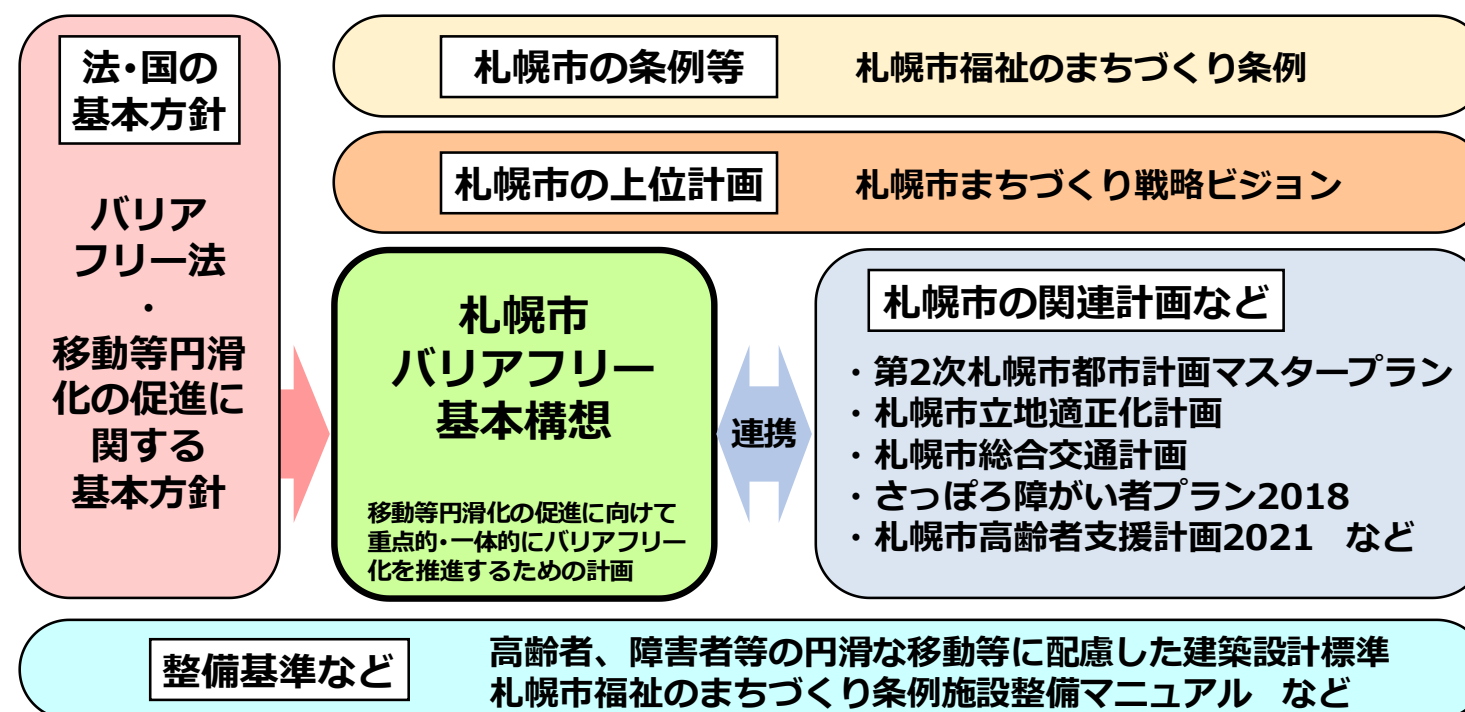 法・国の
基本方針
バリア
フリー法
・
移動等円滑
化の促進に
関する
基本方針
札幌市の条例等
札幌市福祉のまちづくり条例
札幌市の上位計画
札幌市まちづくり戦略ビジョン
札幌市
バリアフリー
基本構想
移動等円滑化の促進に向けて
重点的・一体的にバリアフリー
化を推進するための計画
連携
札幌市の関連計画など
・第2次札幌市都市計画マスタープラン
・札幌市立地適正化計画
・札幌市総合交通計画
・さっぽろ障がい者プラン2018
・札幌市高齢者支援計画2021 など
整備基準など
高齢者、障害者等の円滑な移動等に配慮した建築設計標準
札幌市福祉のまちづくり条例施設整備マニュアル など